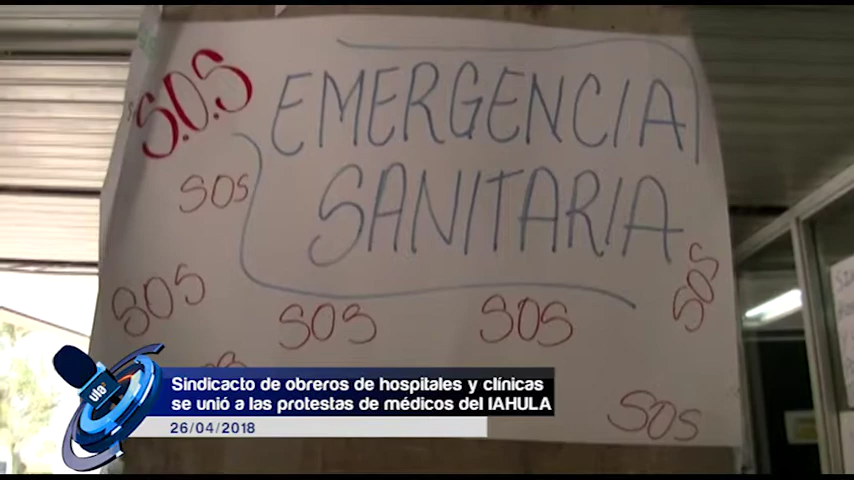 S.O.S
EMERGENCIA
SOS
SANITARIA
SOS
SOS
SOS
SOS
SOS
Sindicacto de obreros de hospitales y clínicas
se unió a las protestas de médicos del IAHULA
26/04/2018
ula